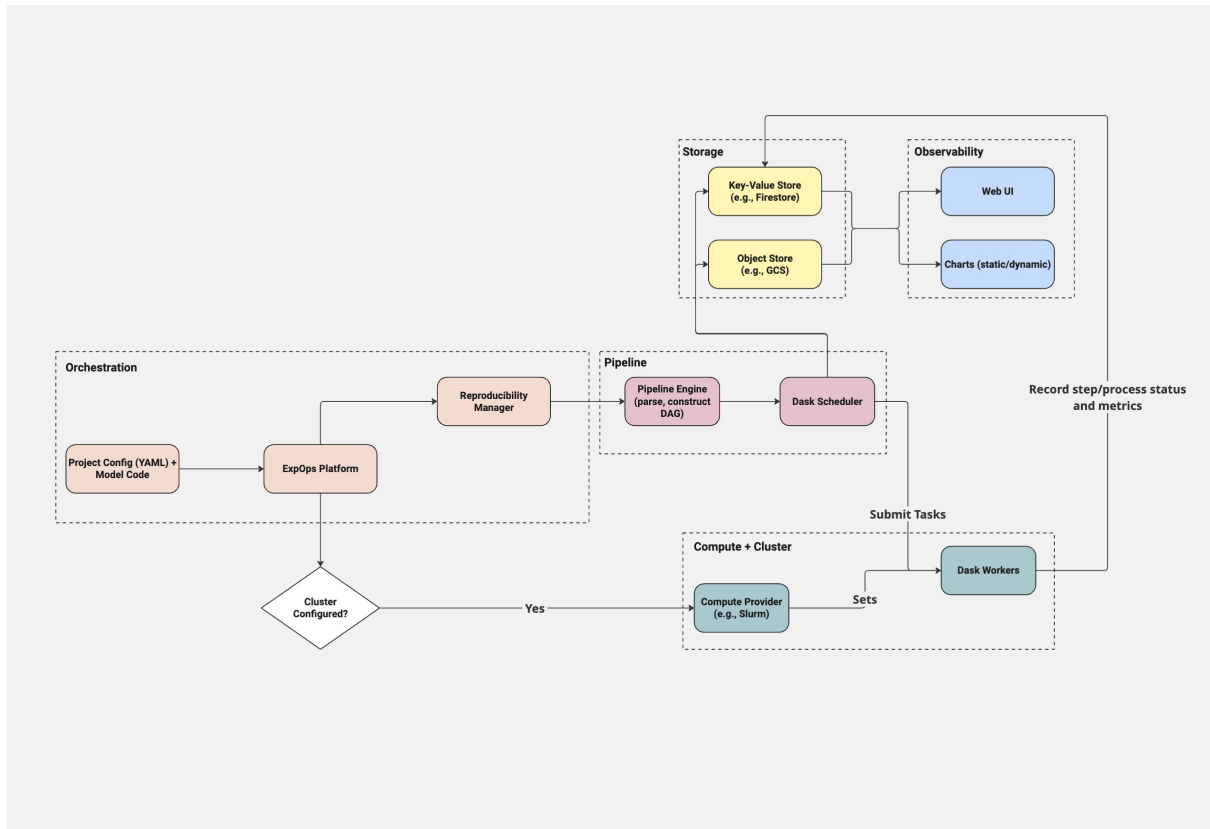 Storage
Observability
Key-Value Store
(e.g., Firestore)
Web UI
Object Store
(e.g., GCS)
Charts (static/dynamic)
Record step/process status
and metrics
Orchestration
Pipeline
Reproducibility
Manager
Pipeline Engine
(parse, construct
DAG)
Dask Scheduler
Project Config (YAML) +
Model Code
ExpOps Platform
Submit Tasks
Compute + Cluster
Dask Workers
Cluster
Configured?
Yes
Compute Provider
(e.g., Slurm)
Sets